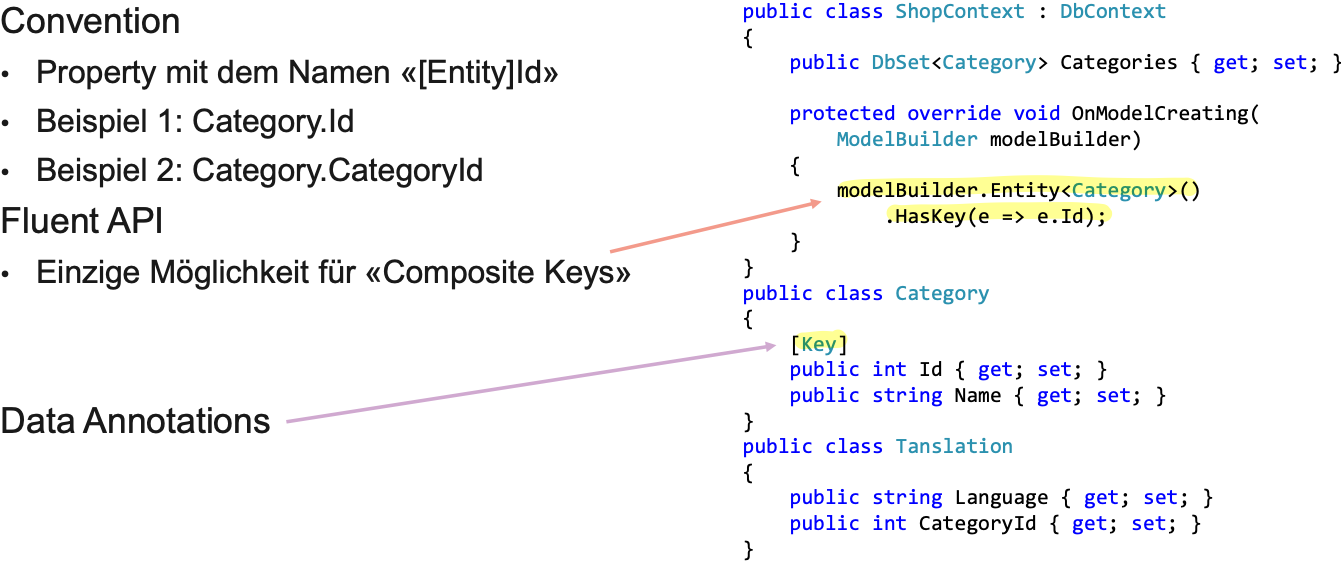 Convention
• Property mit dem Namen «[Entity]Id»
• Beispiel 1: Category.Id
• Beispiel 2: Category.CategoryId
Fluent API
• Einzige Möglichkeit für «Composite Keys»
Data Annotations
public class ShopContext : DbContext
{
    public DbSet<Category> Categories { get; set; }

    protected override void OnModelCreating(
        ModelBuilder modelBuilder)
    {
        modelBuilder.Entity<Category>()
            .HasKey(e => e.Id);
    }
}
public class Category
{
    [Key]
    public int Id { get; set; }
    public string Name { get; set; }
}
public class Tanslation
{
    public string Language { get; set; }
    public int CategoryId { get; set; }
}